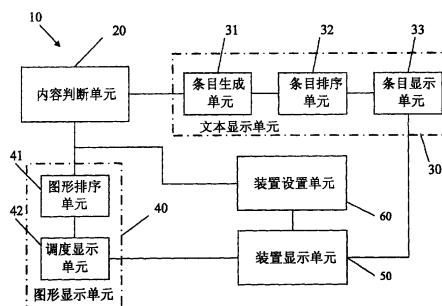 10
20
31
32
33
内容判断单元
条目生成
单元
条目排序
单元
条目显示
单元
文本显示单元
30
41
图形排序
单元
40
装置设置单元
60
42
调度显示
单元
装置显示单元
50
图形显示单元